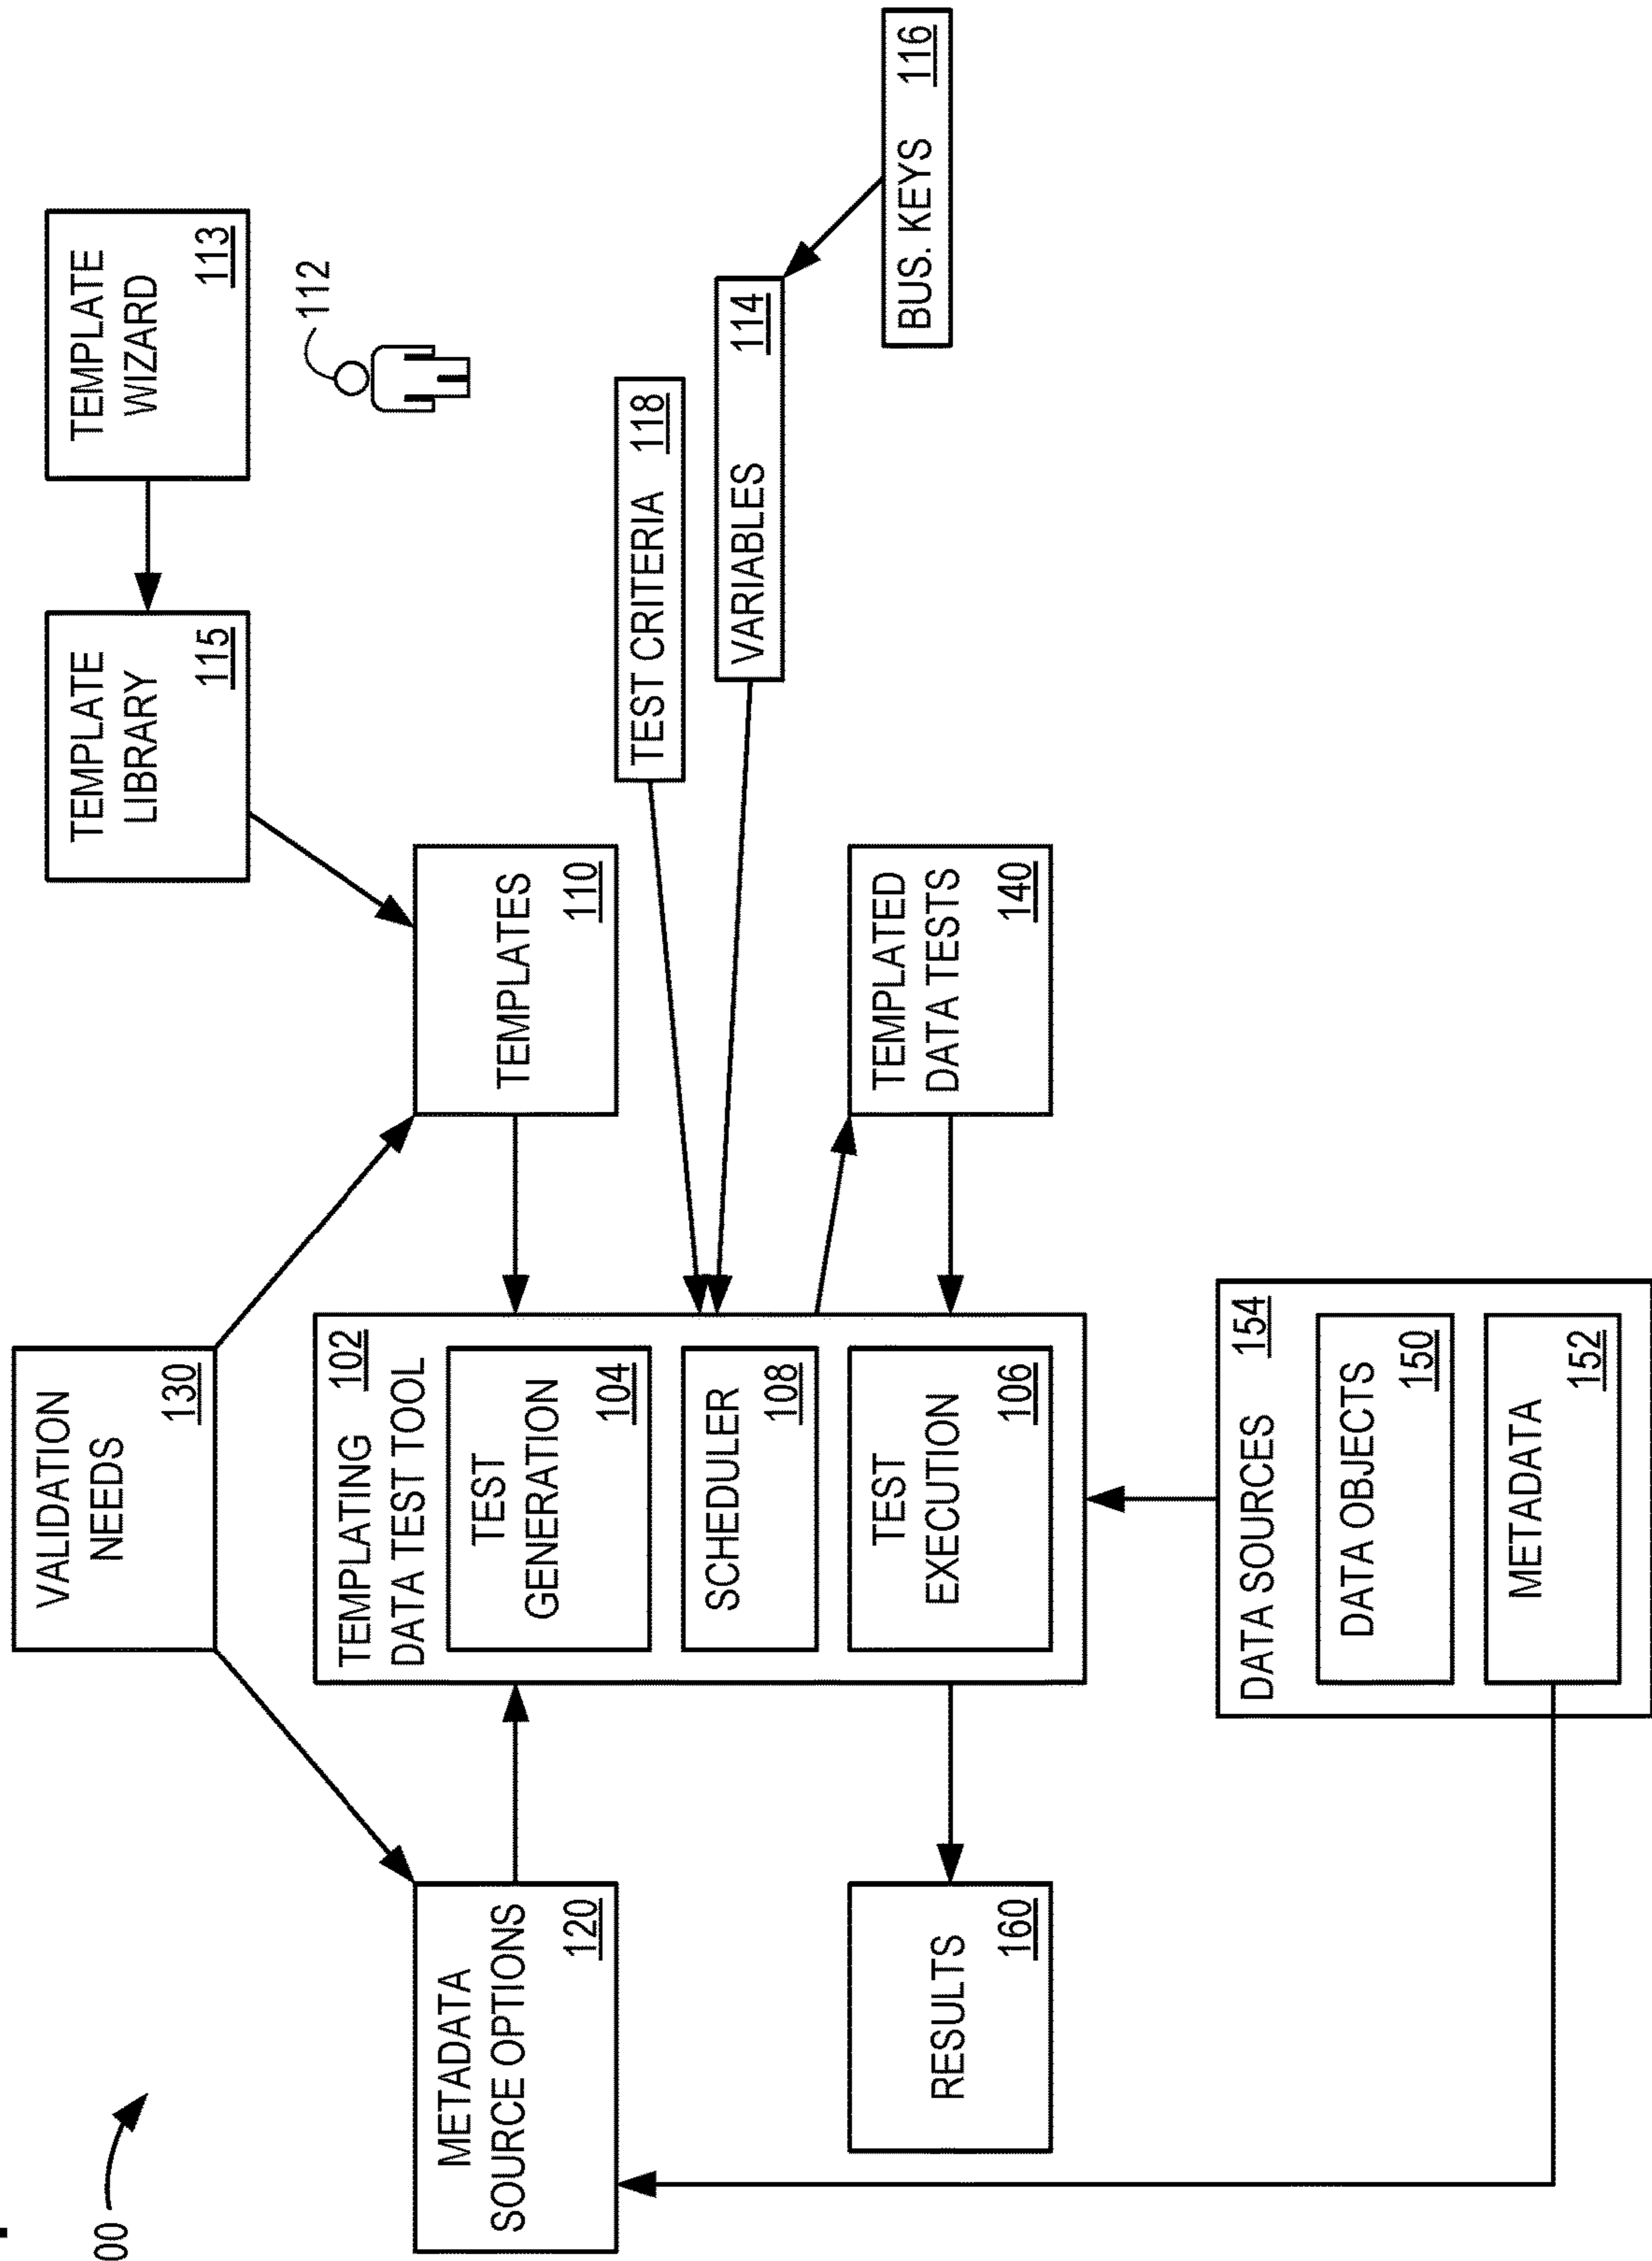 00
VALIDATION
NEEDS
130
TEMPLATE
LIBRARY
115
TEMPLATE
WIZARD
113
112
METADATA
SOURCE OPTIONS
120
TEMPLATING 102
DATA TEST TOOL
TEST
GENERATION
104
SCHEDULER
108
TEST
EXECUTION
106
TEMPLATES
110
TEST CRITERIA 118
VARIABLES 114
BUS. KEYS 116
RESULTS
160
TEMPLATED
DATA TESTS
140
DATA SOURCES 154
DATA OBJECTS
150
METADATA
152